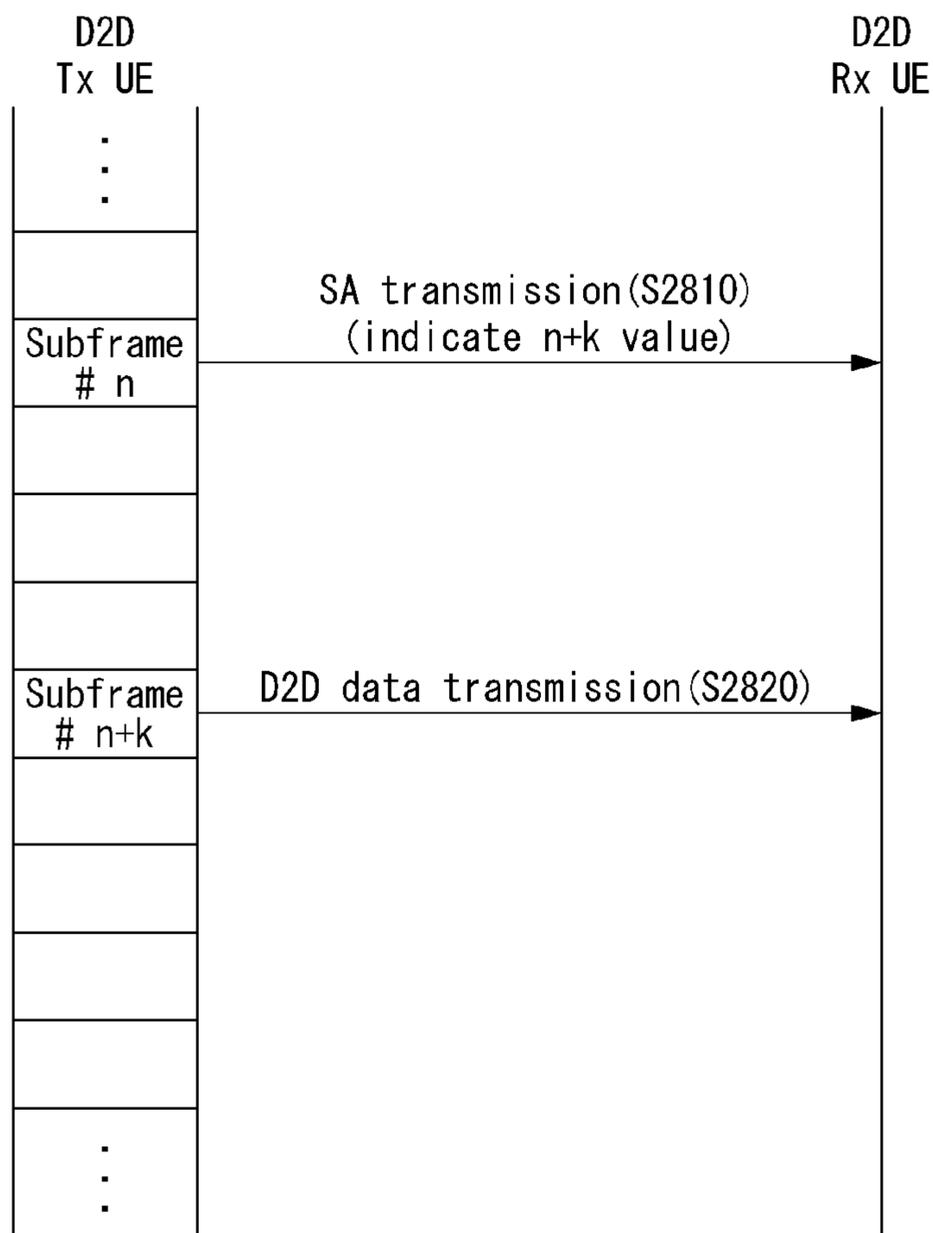 D2D
Tx UE
D2D
Rx UE
SA transmission(S2810)
(indicate n+k value)
Subframe
# n
D2D data transmission(S2820)
Subframe
# n+k